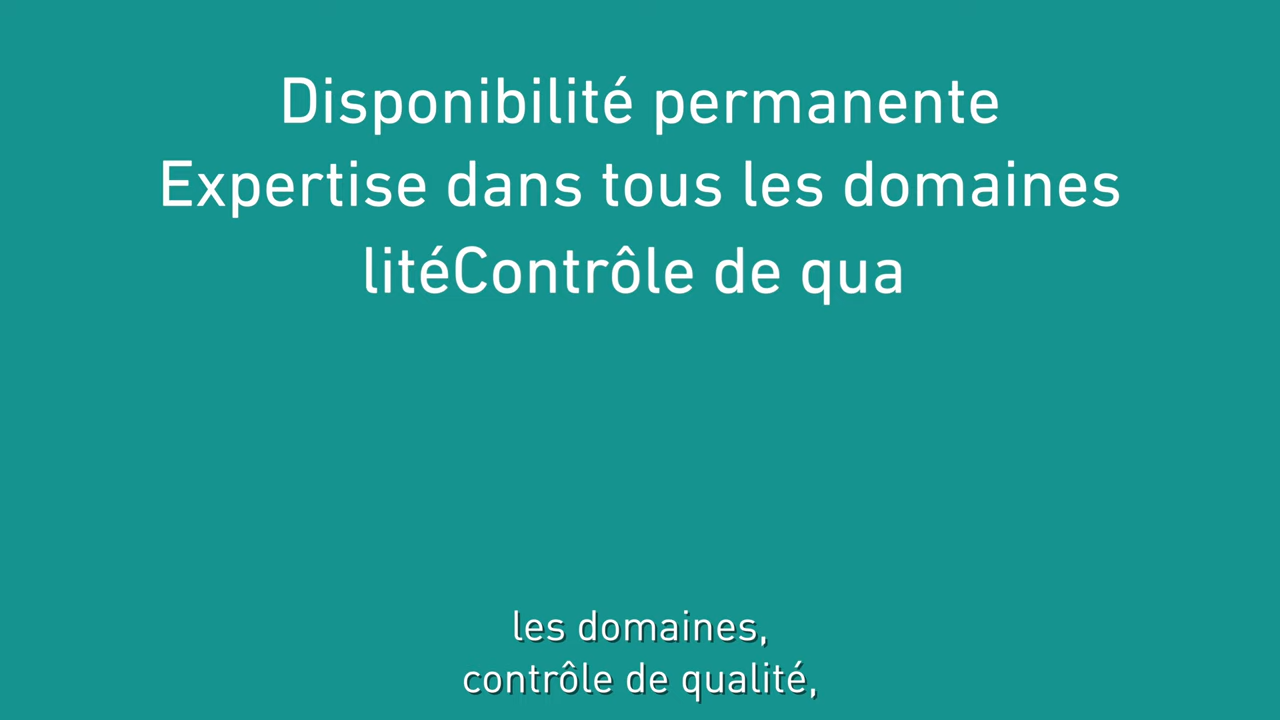 Disponibilité permanente
Expertise dans tous les domaines
litéContrôle de qua
les domaines,
contrôle de qualité,